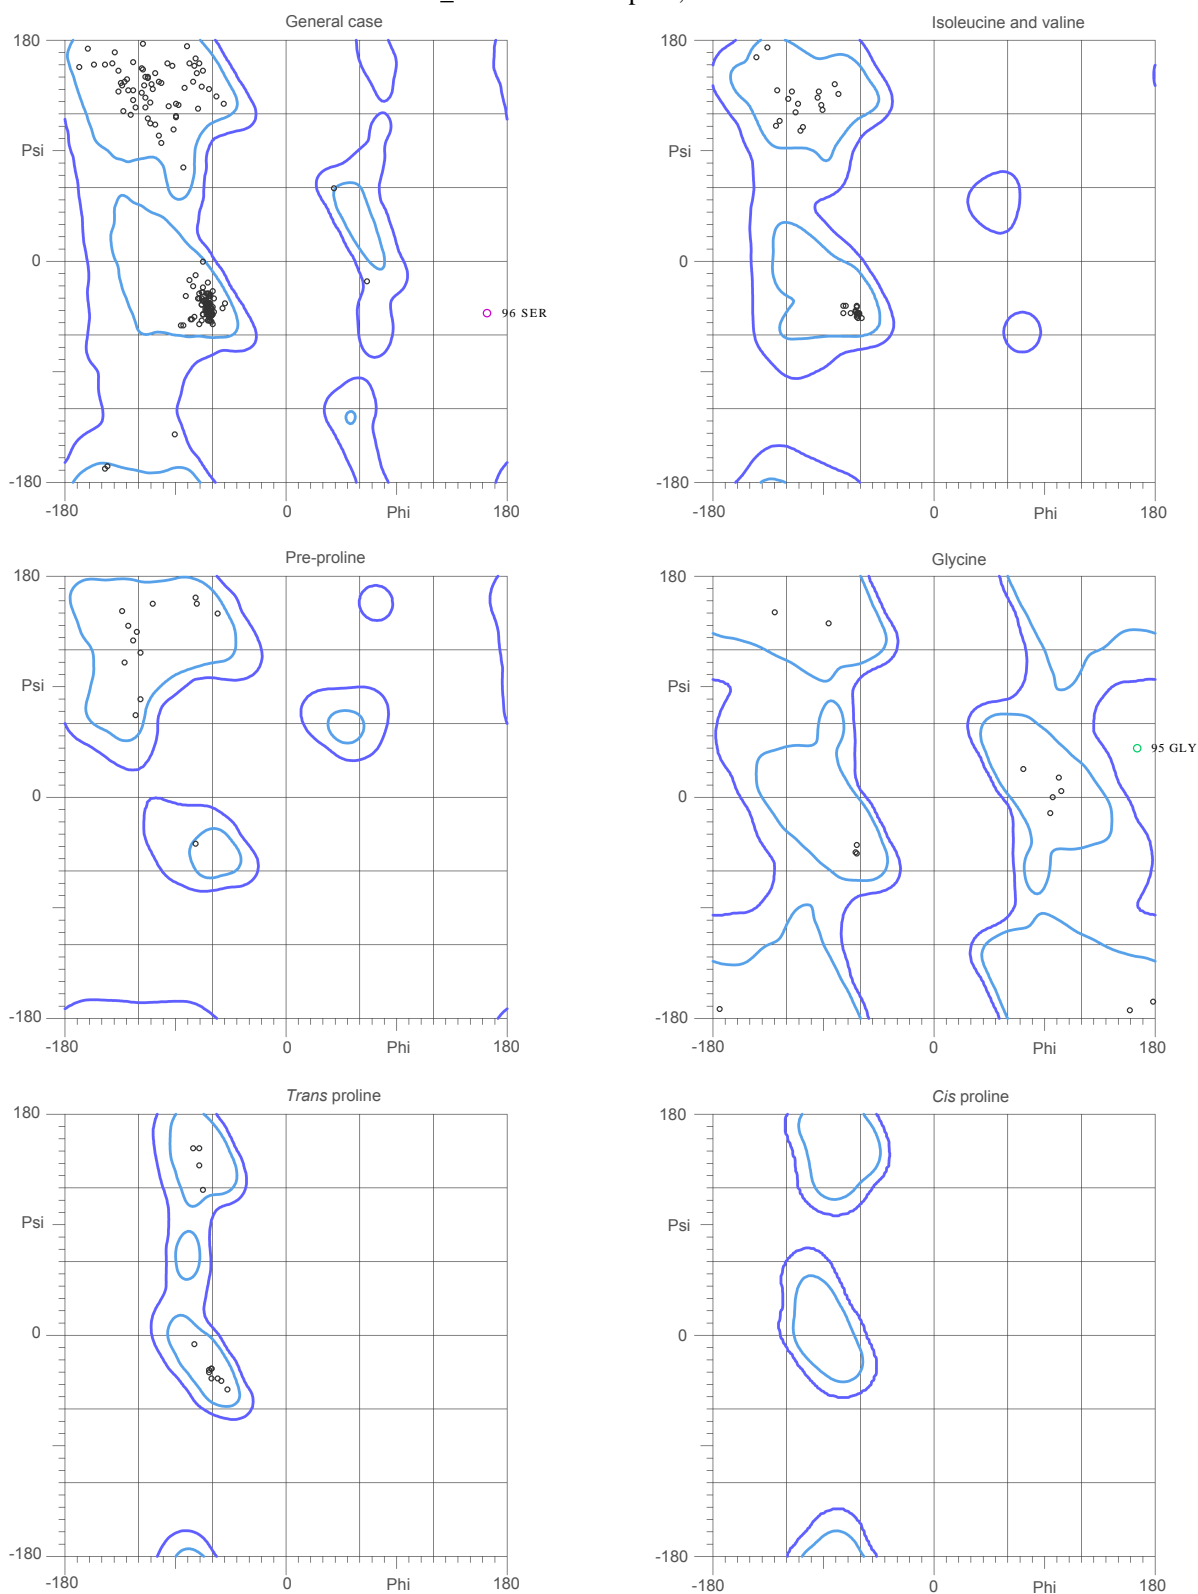 General case
Isoleucine and valine
180
Psi
0
-180
-180
0
Phi
180
96 SER
180
Psi
0
-180
-180
0
Phi
180
Pre-proline
Glycine
180
Psi
0
-180
-180
0
Phi
180
180
Psi
0
-180
-180
0
Phi
180
95 GLY
Trans proline
Cis proline
180
Psi
0
-180
-180
0
Phi
180
180
Psi
0
-180
-180
0
Phi
180